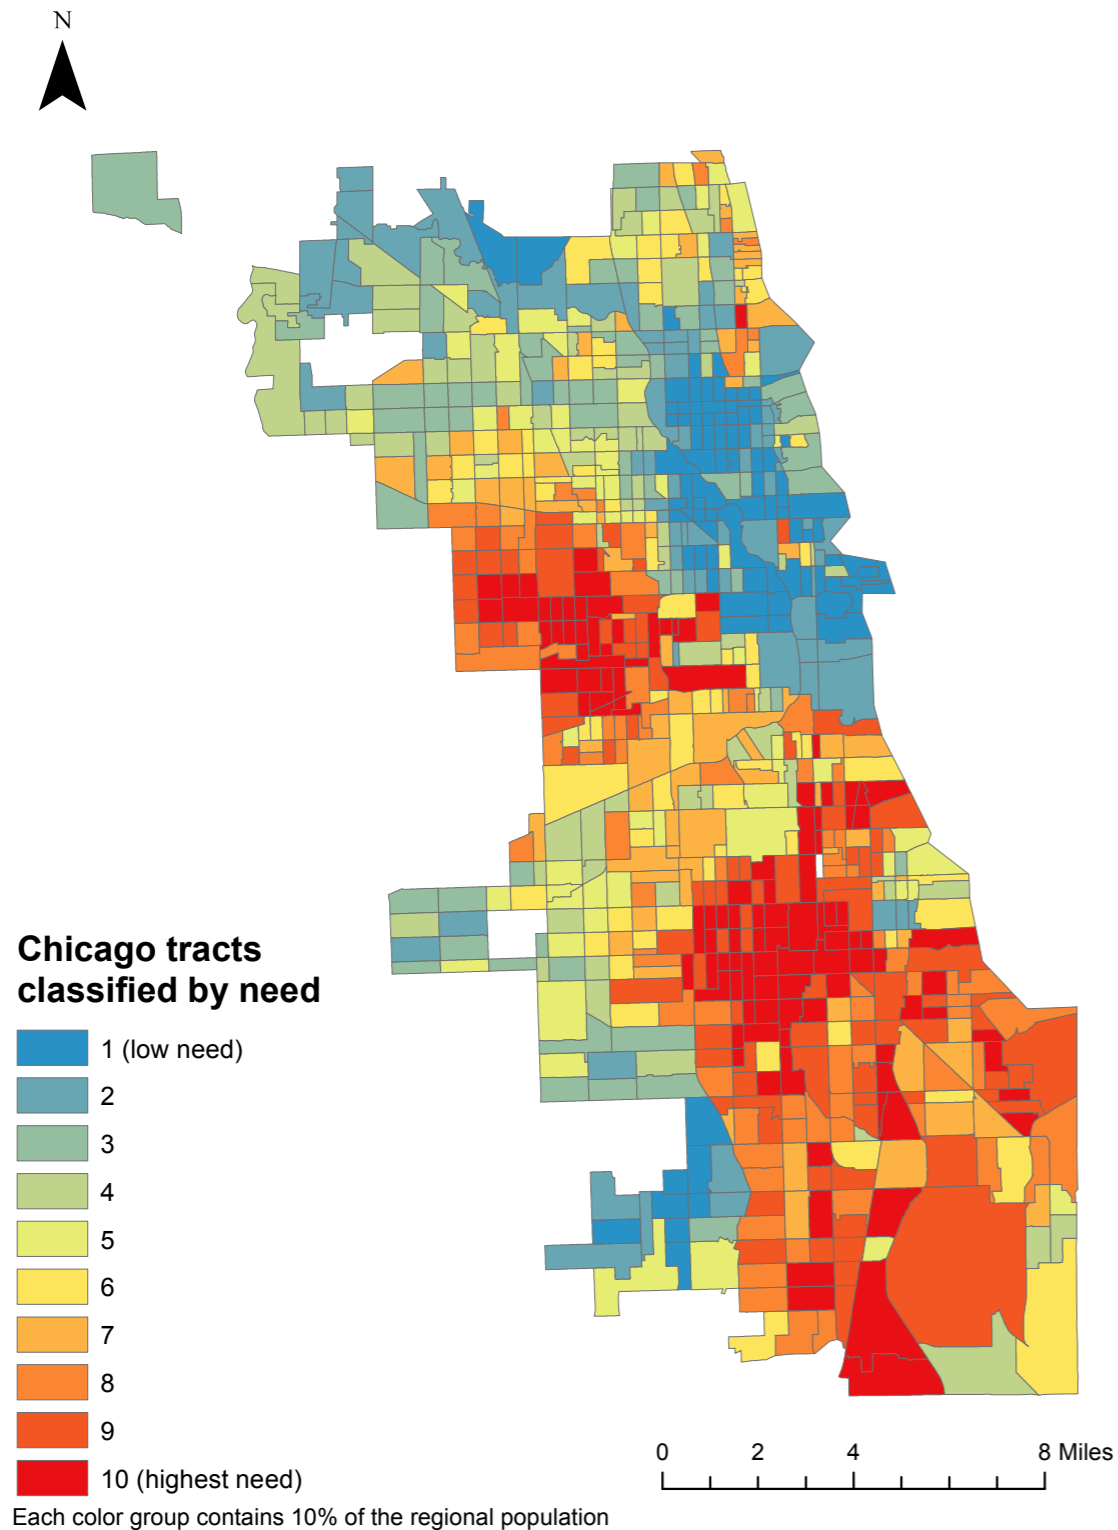 N
Chicago tracts
classified by need
1 (low need)
2
3
4
5
6
7
8
9
10 (highest need)
0 2 4 8 Miles
Each color group contains 10% of the regional population